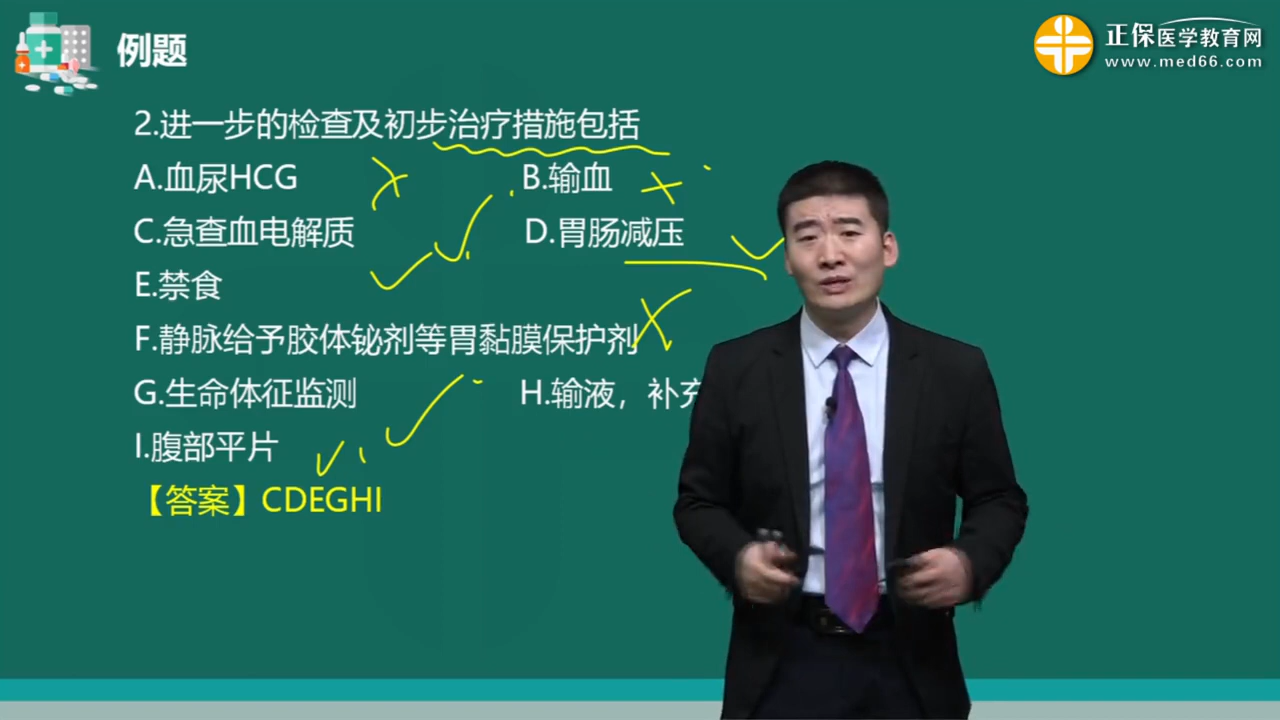 例题
正保医学教育网
www.med66.com
2.进一步的检查及初步治疗措施包括
A.血尿HCG B.输血
C.急查血电解质 D.胃肠减压
E.禁食
F.静脉给予胶体铋剂等胃黏膜保护剂
G.生命体征监测 H.输液，补充
I.腹部平片
【答案】CDEGHI